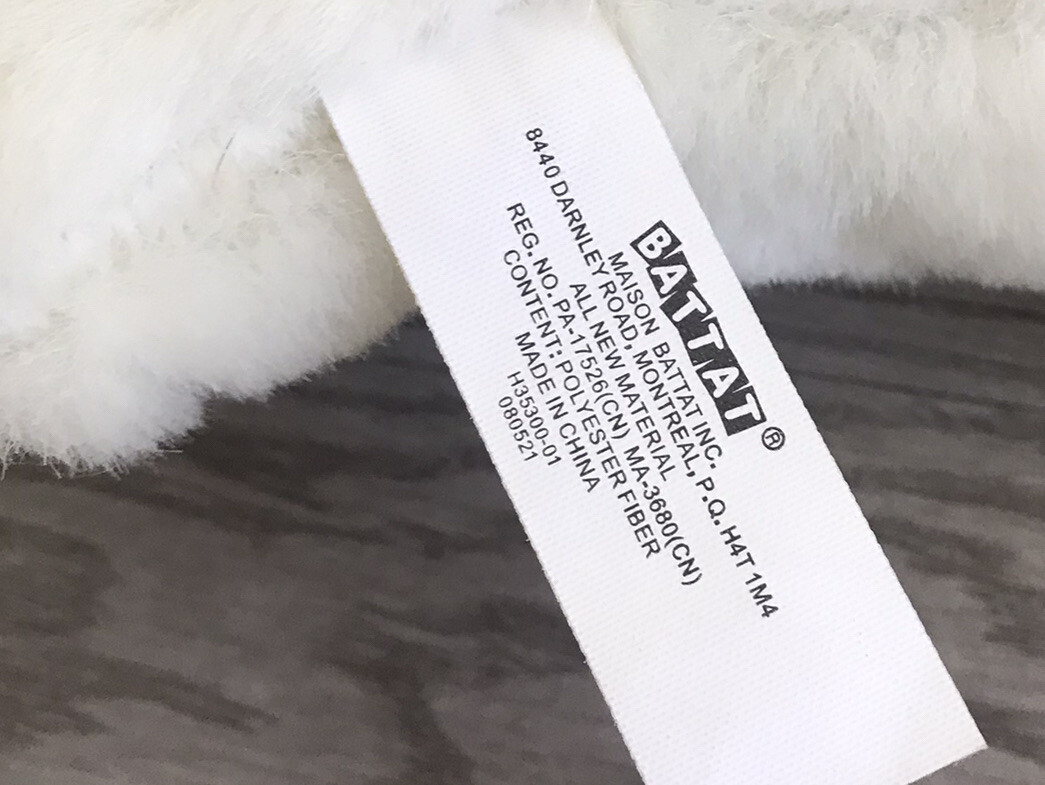 BATTAT®
MAISON BATTAT INC.
8440 DARNLEY ROAD, MONTREAL, P.Q. H4T 1M4
ALL NEW MATERIAL
REG. NO. PA-17526(CN) MA-3680(CN)
CONTENT: POLYESTER FIBER
MADE IN CHINA
H35300-01
080521